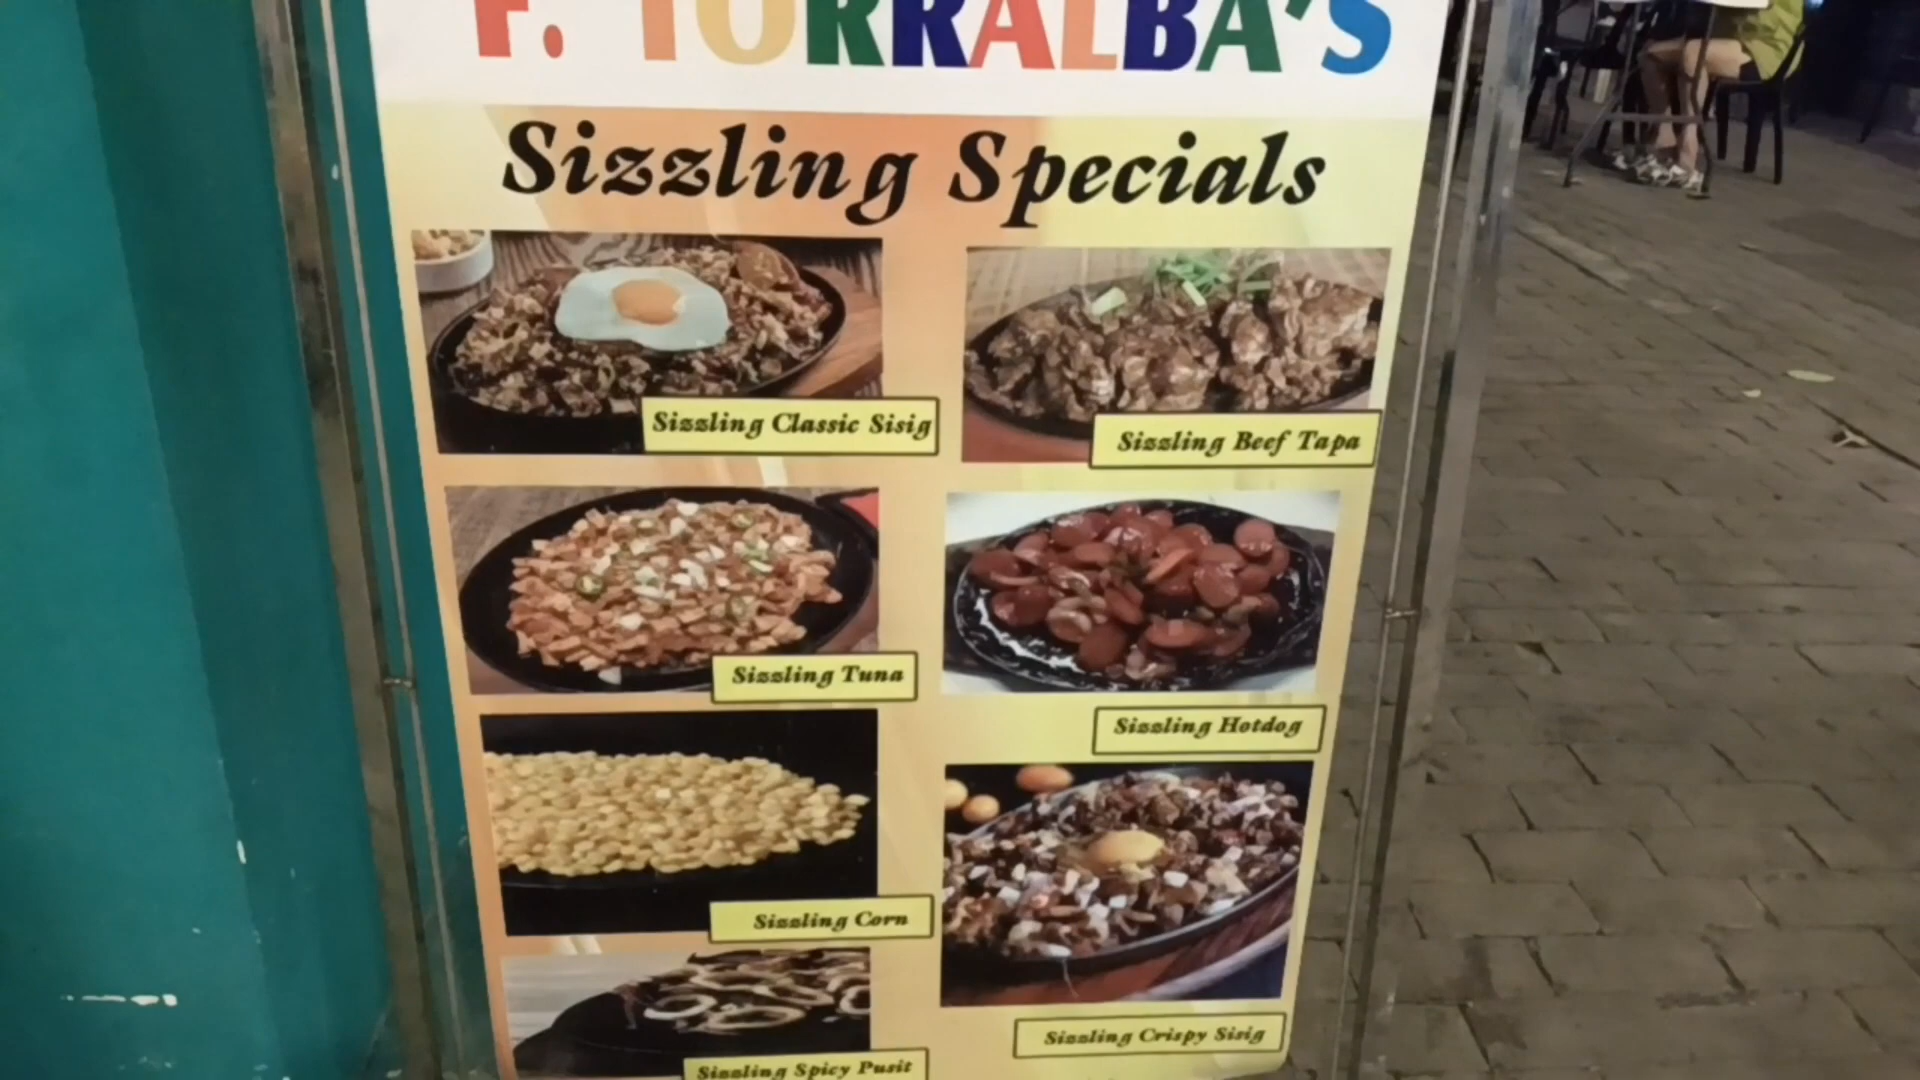 F. TORRALBA'S
Sizzling Specials
Sizzling Classic Sisig
Sizzling Beef Tapa
Sizzling Tuna
Sizzling Hotdog
Sizzling Corn
Sizzling Crispy Sisig
Sizzling Spicy Pusit